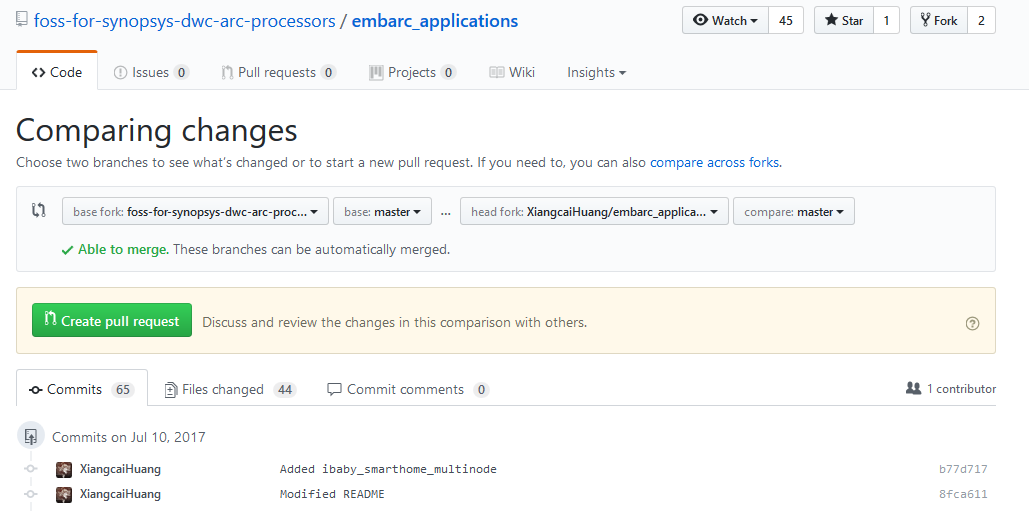 foss-for-synopsys-dwc-arc-processors / embarc_applications Watch 45 Star 1 Fork 2
Code Issues 0 Pull requests 0 Projects 0 Wiki Insights
Comparing changes
Choose two branches to see what's changed or to start a new pull request. If you need to, you can also compare across forks.
base fork: foss-for-synopsys-dwc-arc-proc... base: master ... head fork: XiangcaiHuang/embarc_applica... compare: master
Able to merge. These branches can be automatically merged.
Create pull request Discuss and review the changes in this comparison with others. ?
Commits 65 Files changed 44 Commit comments 0 1 contributor
Commits on Jul 10, 2017
XiangcaiHuang Added ibaby_smarthome_multinode b77d717
XiangcaiHuang Modified README 8fca611